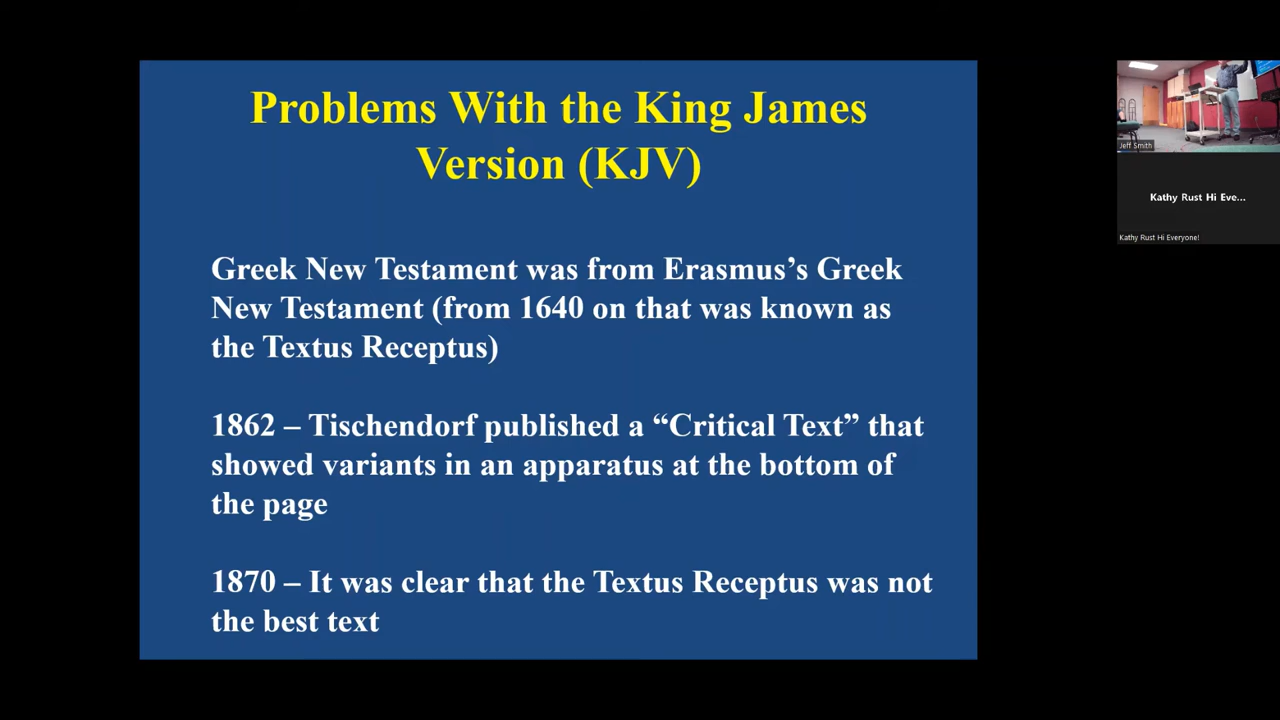 Problems With the King James
Version (KJV)
Greek New Testament was from Erasmus’s Greek
New Testament (from 1640 on that was known as
the Textus Receptus)
1862 – Tischendorf published a “Critical Text” that
showed variants in an apparatus at the bottom of
the page
1870 – It was clear that the Textus Receptus was not
the best text
Jeff Smith
Kathy Rust Hi Eve...
Kathy Rust Hi Everyone!